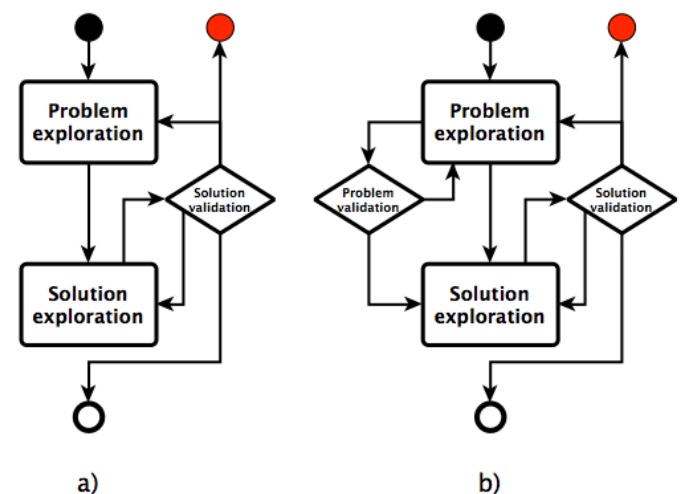 Problem
exploration
Solution
validation
Solution
exploration
a)
Problem
exploration
Problem
validation
Solution
validation
Solution
exploration
b)